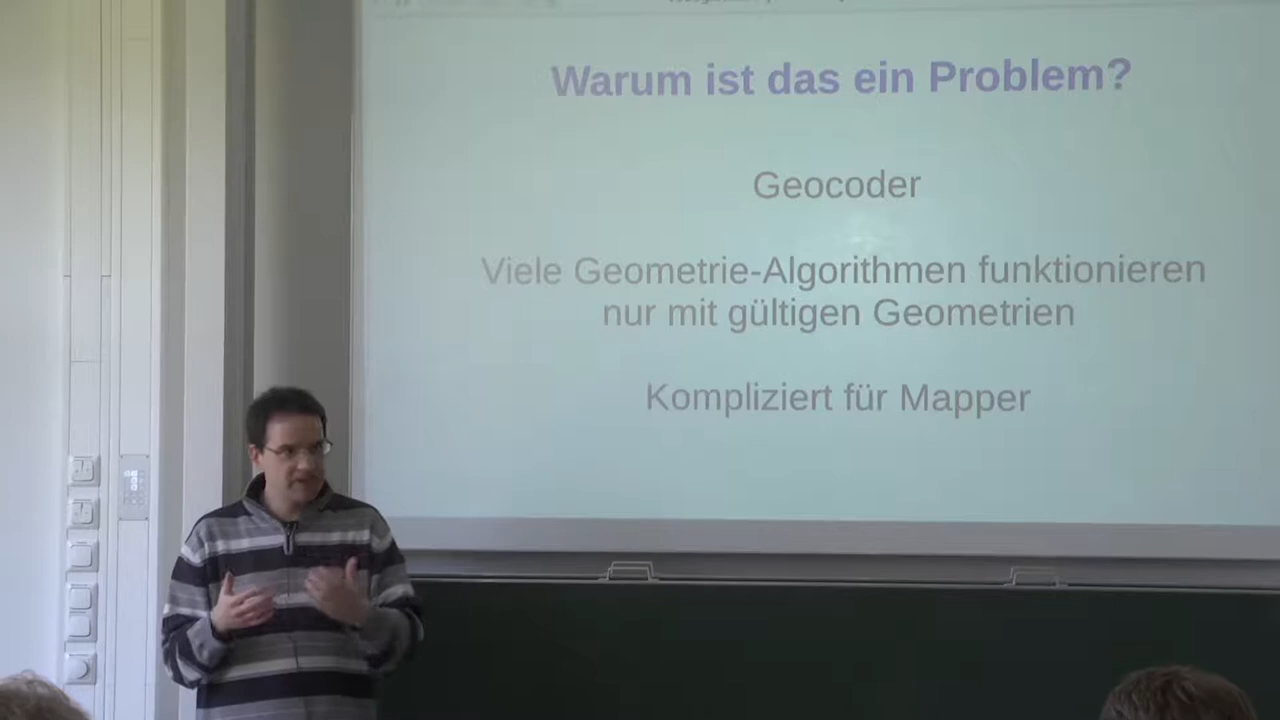 Warum ist das ein Problem?
Geocoder
Viele Geometrie-Algorithmen funktionieren
nur mit gültigen Geometrien
Kompliziert für Mapper